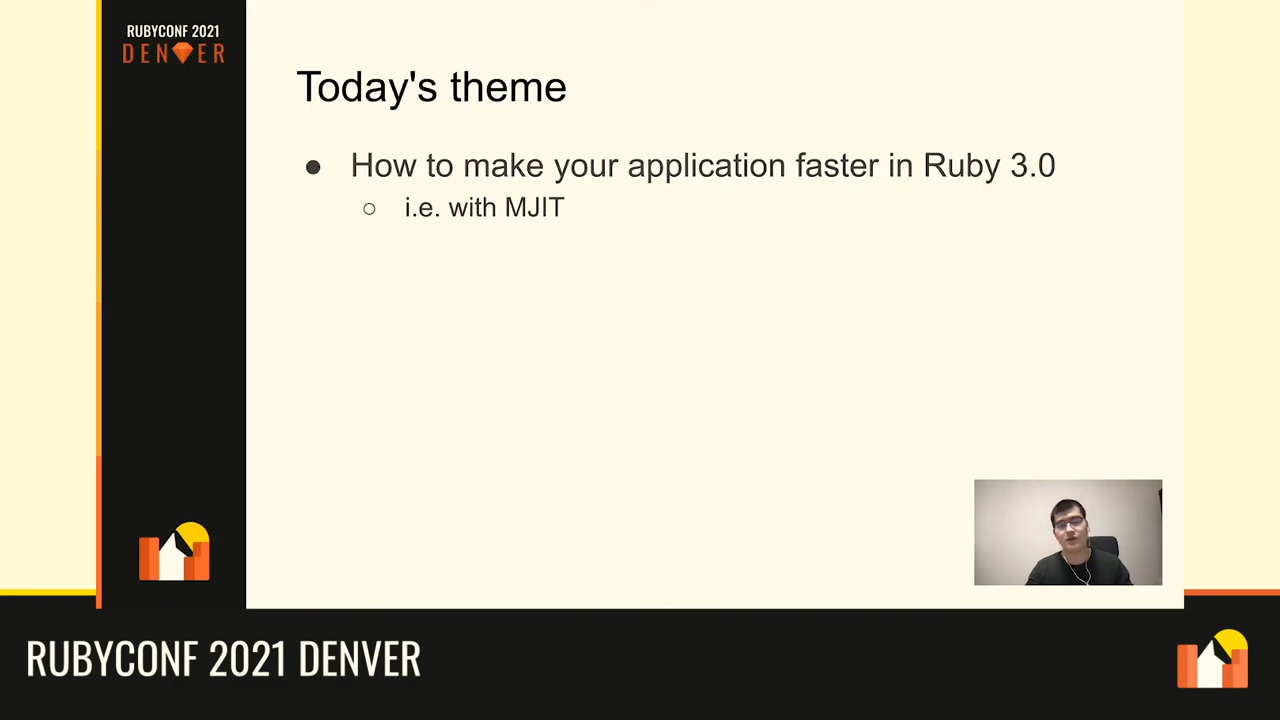 RUBYCONF 2021
DENVER
Today's theme
● How to make your application faster in Ruby 3.0
○ i.e. with MJIT
RUBYCONF 2021 DENVER